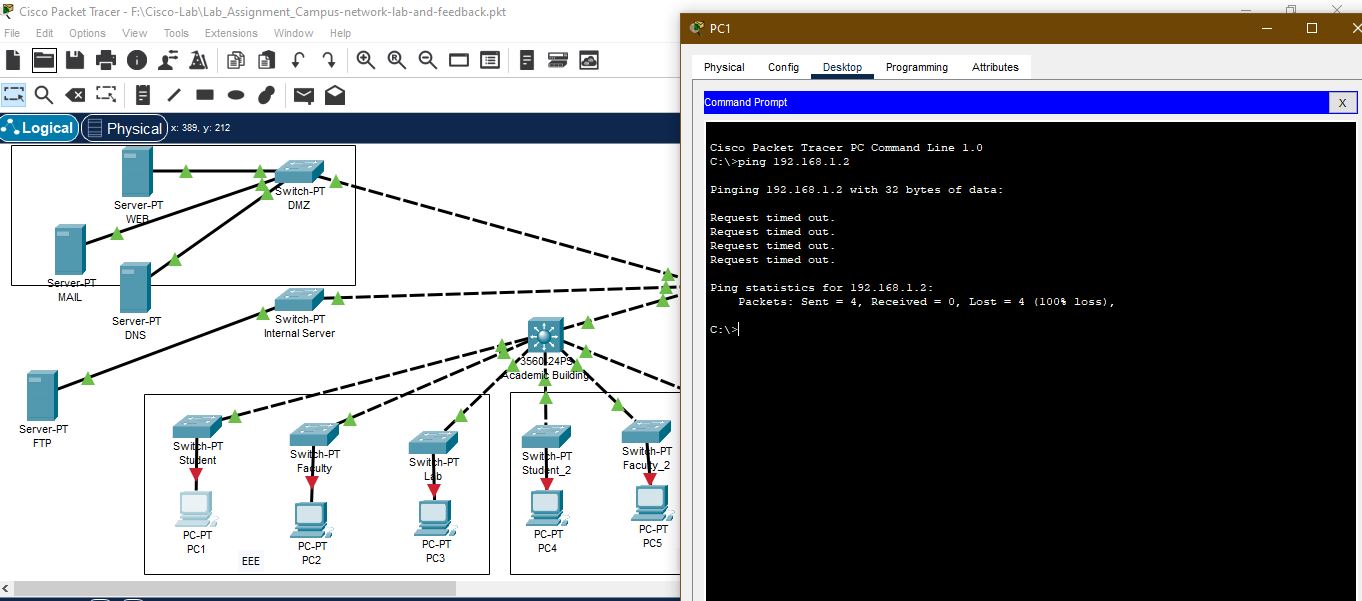 Cisco Packet Tracer - F:\Cisco-Lab\Lab_Assignment_Campus-network-lab-and-feedback.pkt
File Edit Options View Tools Extensions Window Help
Logical Physical x: 389, y: 212
Server-PT
WEB
Switch-PT
DMZ
Server-PT
MAIL
Server-PT
DNS
Switch-PT
Internal Server
Server-PT
FTP
3560-24PS
Academic Building
Switch-PT
Student
Switch-PT
Faculty
Switch-PT
Lab
Switch-PT
Student_2
Switch-PT
Faculty_2
PC-PT
PC1
PC-PT
PC2
PC-PT
PC3
PC-PT
PC4
PC-PT
PC5
EEE
PC1
Physical Config Desktop Programming Attributes
Command Prompt
X
Cisco Packet Tracer PC Command Line 1.0
C:\>ping 192.168.1.2
Pinging 192.168.1.2 with 32 bytes of data:
Request timed out.
Request timed out.
Request timed out.
Request timed out.
Ping statistics for 192.168.1.2:
Packets: Sent = 4, Received = 0, Lost = 4 (100% loss),
C:\>